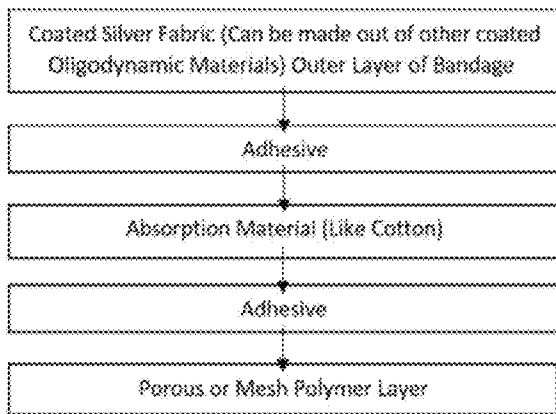 Coated Silver Fabric (Can be made out of other coated
Oligodynamic Materials) Outer Layer of Bandage
Adhesive
Absorption Material (Like Cotton)
Adhesive
Porous or Mesh Polymer Layer